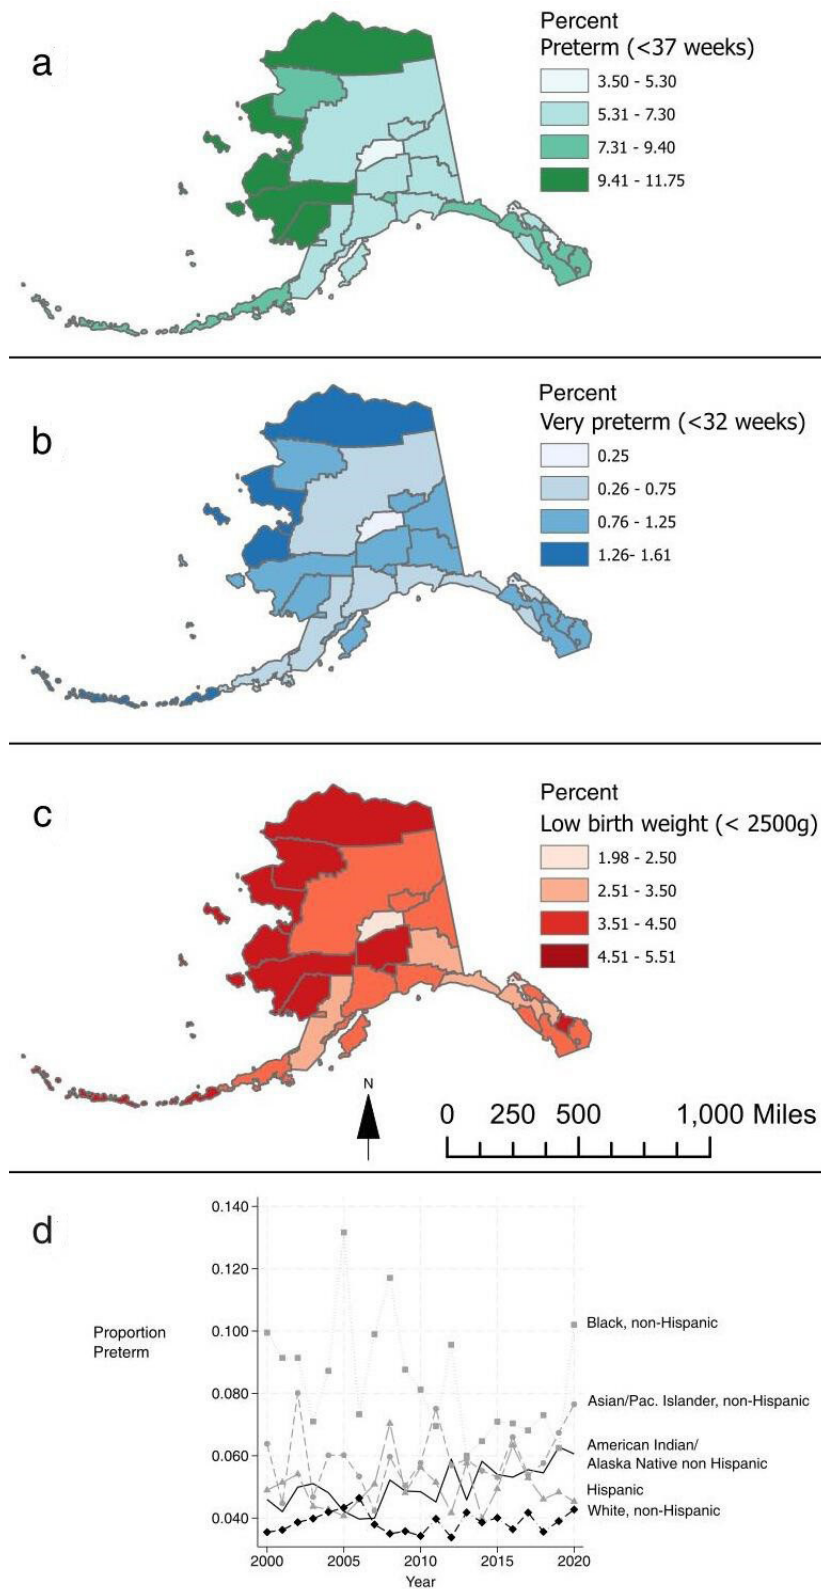 a
Percent
Preterm (<37 weeks)
3.50 - 5.30
5.31 - 7.30
7.31 - 9.40
9.41 - 11.75
b
Percent
Very preterm (<32 weeks)
0.25
0.26 - 0.75
0.76 - 1.25
1.26- 1.61
c
Percent
Low birth weight (< 2500g)
1.98 - 2.50
2.51 - 3.50
3.51 - 4.50
4.51 - 5.51
N
0 250 500 1,000 Miles
d
Proportion
Preterm
0.140
0.120
0.100
0.080
0.060
0.040
Black, non-Hispanic
Asian/Pac. Islander, non-Hispanic
American Indian/
Alaska Native non Hispanic
Hispanic
White, non-Hispanic
2000 2005 2010 2015 2020
Year